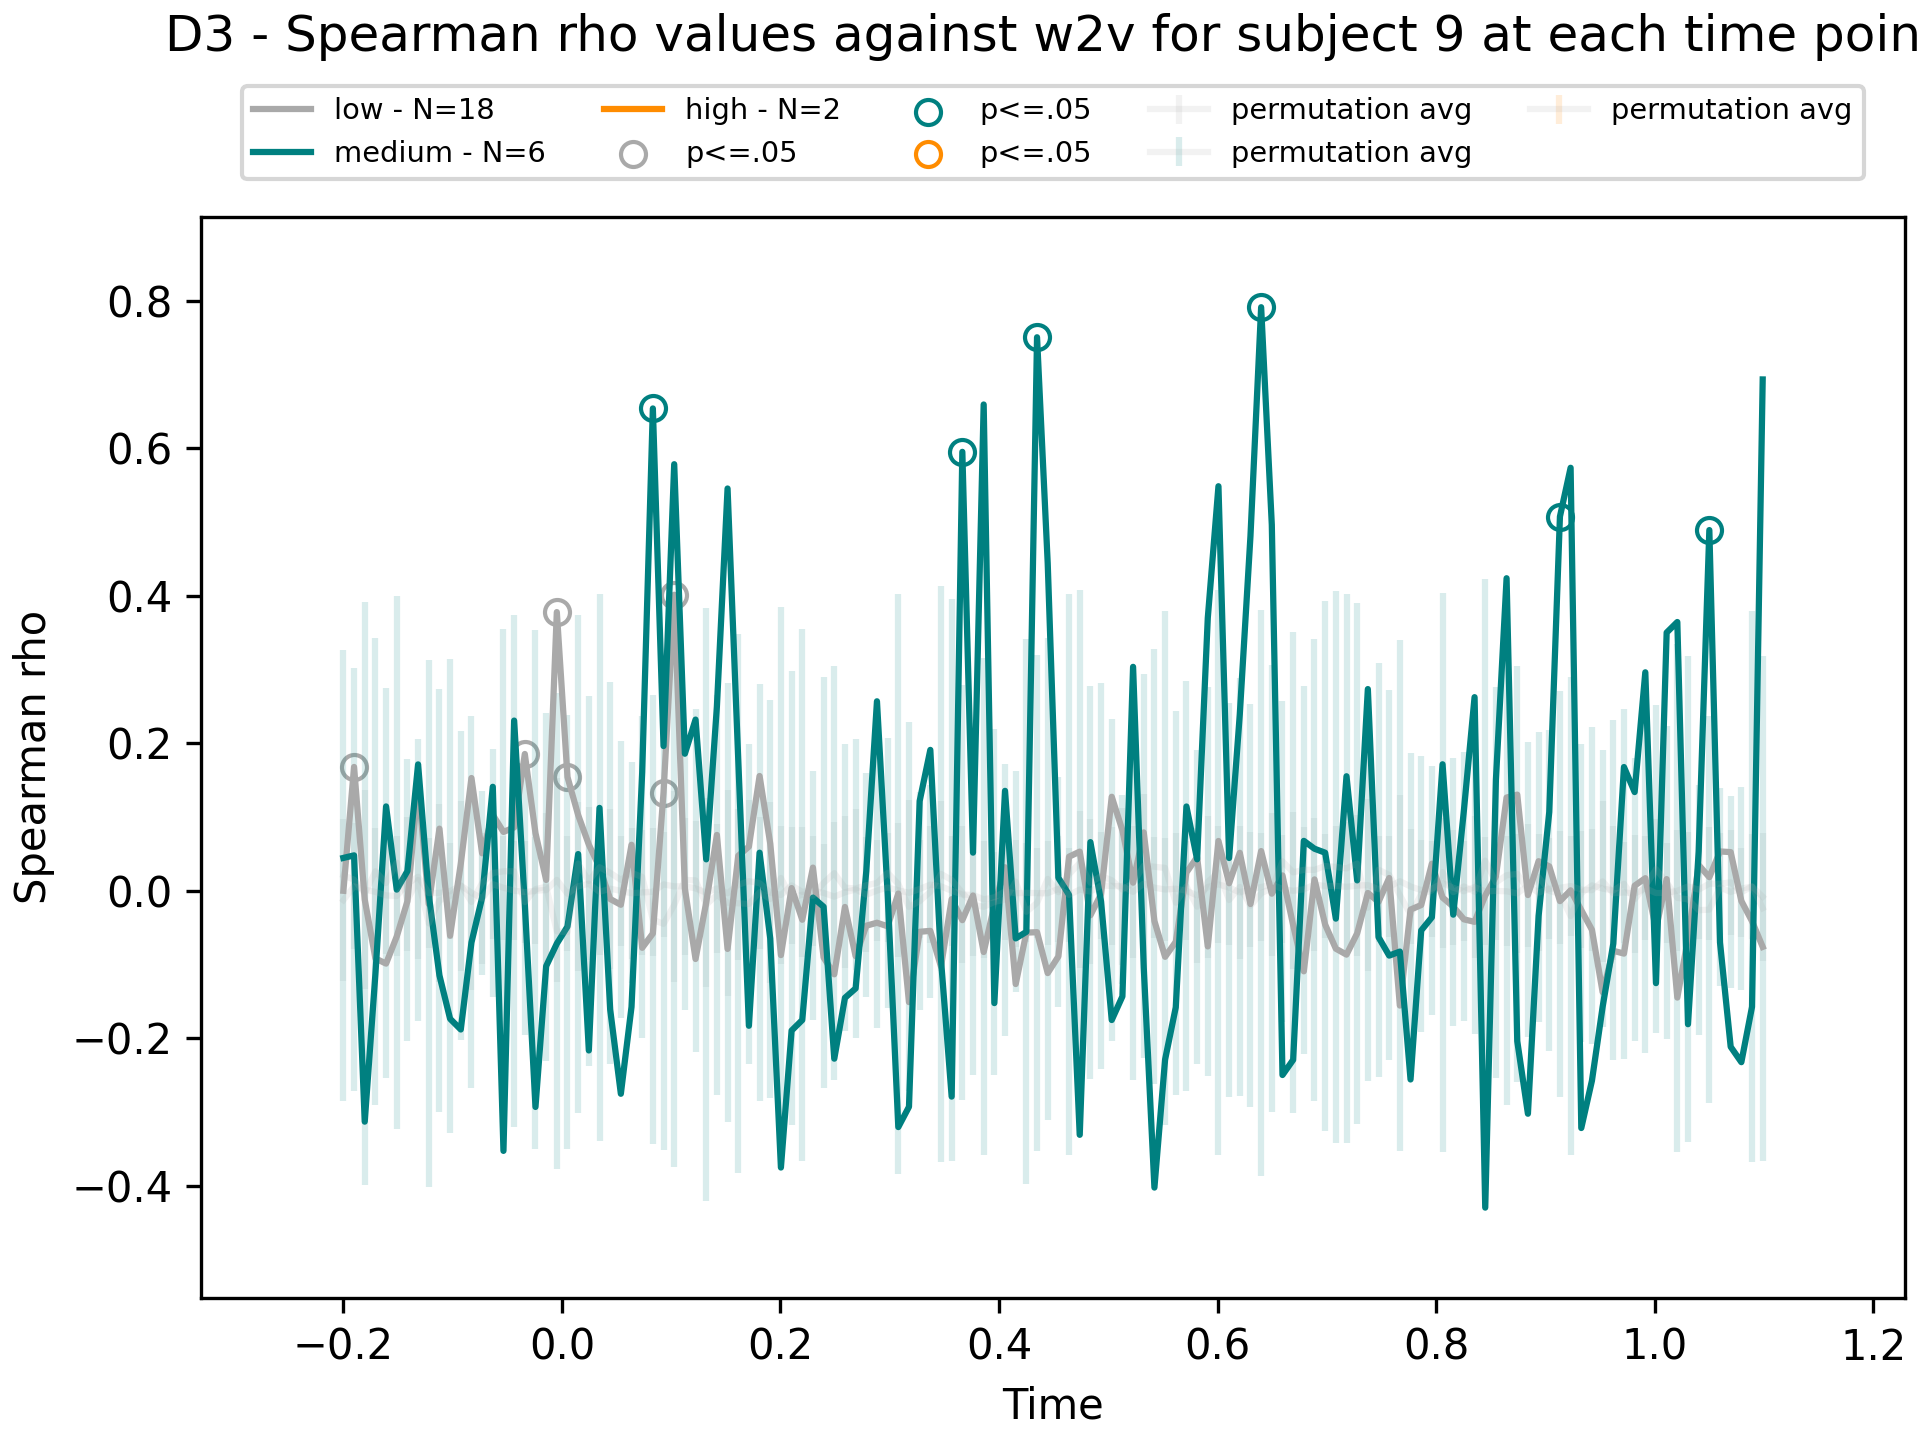 D3 - Spearman rho values against w2v for subject 9 at each time poin
low - N=18
medium - N=6
high - N=2
p<=.05
p<=.05
p<=.05
permutation avg
permutation avg
permutation avg
Spearman rho
0.8
0.6
0.4
0.2
0.0
−0.2
−0.4
−0.2
0.0
0.2
0.4
0.6
0.8
1.0
1.2
Time